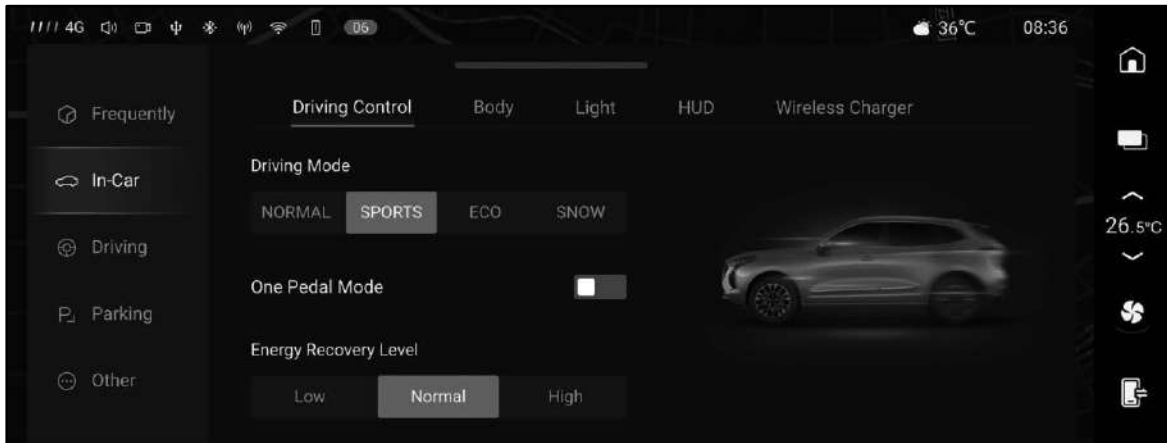 4G 06 36°C 08:36
Frequently
In-Car
Driving
Parking
Other
Driving Control Body Light HUD Wireless Charger
Driving Mode
NORMAL SPORTS ECO SNOW
One Pedal Mode
Energy Recovery Level
Low Normal High
26.5°C